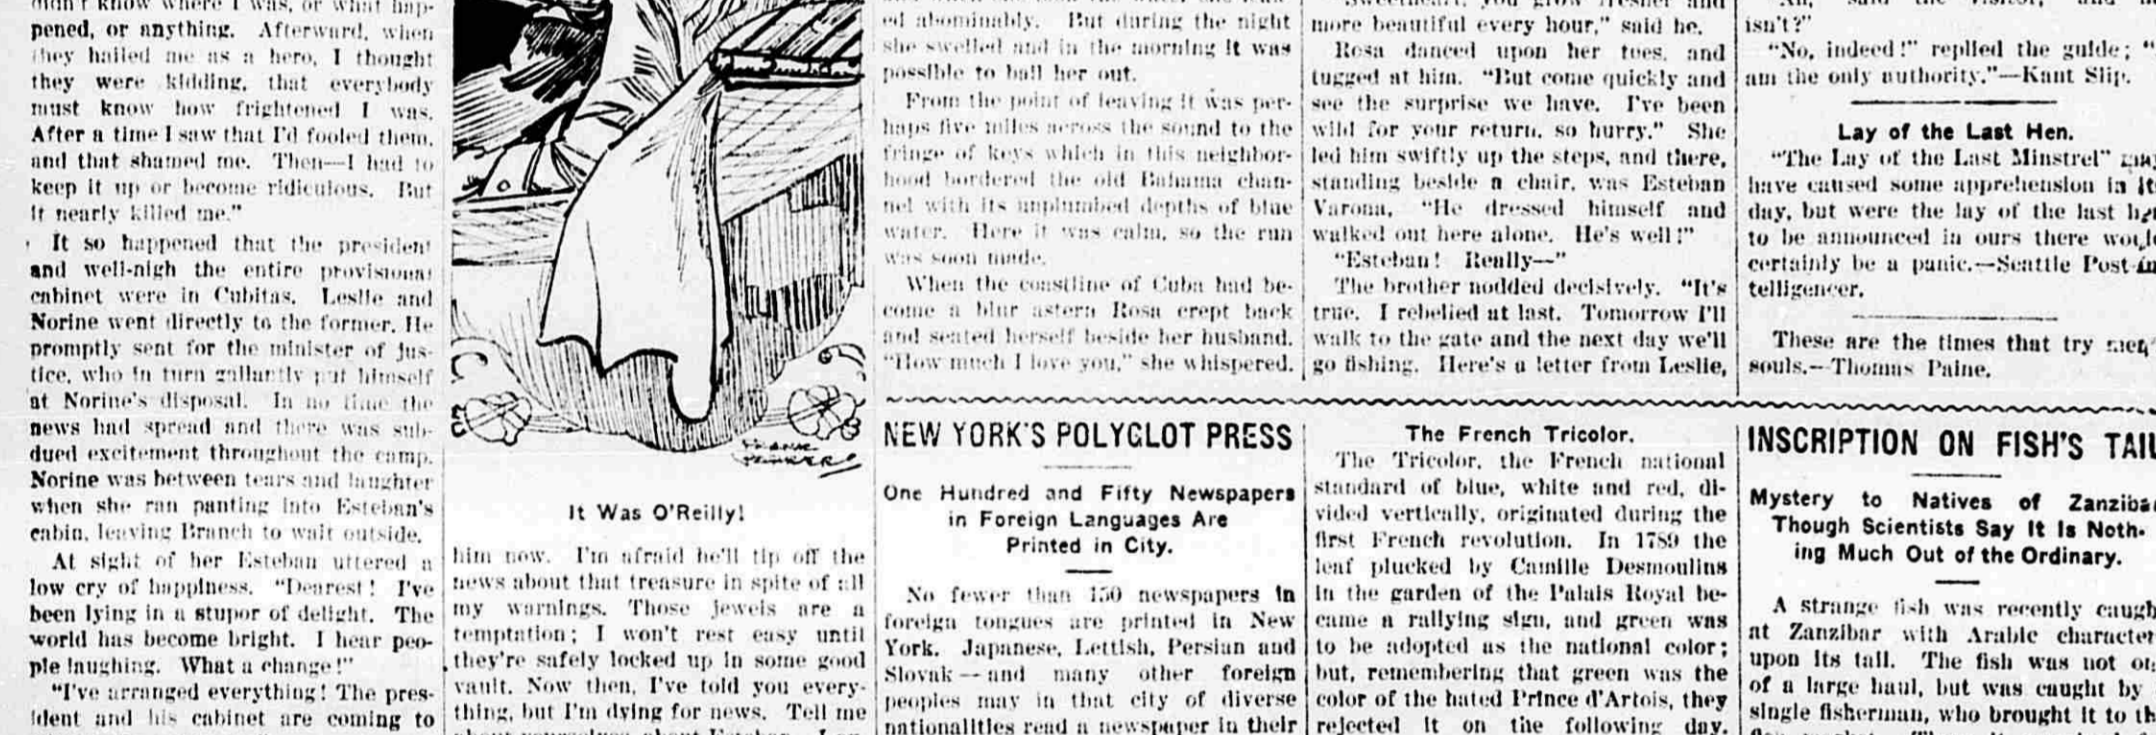 didn't know where I was, or what hap-
pened, or anything. Afterward, when
they hailed me as a hero, I thought
they were kidding, that everybody
must know how frightened I was.
After a time I saw that I'd fooled them,
and that shamed me. Then—I had to
keep it up or become ridiculous. But
it nearly killed me."
It so happened that the president
and well-nigh the entire provisional
cabinet were in Cubitas. Leslie and
Norine went directly to the former. He
promptly sent for the minister of jus-
tice, who in turn gallantly put himself
at Norine's disposal. In no time the
news had spread and there was sub-
dued excitement throughout the camp.
Norine was between tears and laughter
when she ran panting into Esteban's
cabin, leaving Branch to wait outside.
At sight of her Esteban uttered a
low cry of happiness. "Dearest! I've
been lying in a stupor of delight. The
world has become bright. I hear peo-
ple laughing. What a change!"
"I've arranged everything! The pres-
ident and his cabinet are coming to
It Was O'Reilly!
him now. I'm afraid he'll tip off the
news about that treasure in spite of all
my warnings. Those jewels are a
temptation; I won't rest easy until
they're safely locked up in some good
vault. Now then, I've told you every-
thing, but I'm dying for news. Tell me
ed abominably. But during the night
she swelled and in the morning it was
possible to bail her out.
From the point of leaving it was per-
haps five miles across the sound to the
fringe of keys which in this neighbor-
hood bordered the old Bahama chan-
nel with its unplumbed depths of blue
water. Here it was calm, so the run
was soon made.
When the coastline of Cuba had be-
come a blur astern Rosa crept back
and seated herself beside her husband.
"How much I love you," she whispered.
"Sweetheart, you grow fresher and
more beautiful every hour," said he.
Rosa danced upon her toes, and
tugged at him. "But come quickly and
see the surprise we have. I've been
wild for your return, so hurry." She
led him swiftly up the steps, and there,
standing beside a chair, was Esteban
Varona. "He dressed himself and
walked out here alone. He's well!"
"Esteban! Really—"
The brother nodded decisively. "It's
true. I rebelled at last. Tomorrow I'll
walk to the gate and the next day we'll
go fishing. Here's a letter from Leslie,
"Ah," said the visitor, "and
isn't?"
"No, indeed!" replied the guide; "
am the only authority."—Kant Slip.
Lay of the Last Hen.
"The Lay of the Last Minstrel"
have caused some apprehension in it
day, but were the lay of the last
to be announced in ours there
certainly be a panic.—Seattle Post-In
telligencer.
These are the times that try men'
souls.—Thomas Paine.
NEW YORK'S POLYGLOT PRESS
One Hundred and Fifty Newspapers
in Foreign Languages Are
Printed in City.
No fewer than 150 newspapers in
foreign tongues are printed in New
York. Japanese, Lettish, Persian and
Slovak—and many other foreign
peoples may in that city of diverse
nationalities read a newspaper in their
The French Tricolor.
The Tricolor, the French national
standard of blue, white and red, di-
vided vertically, originated during the
first French revolution. In 1789 the
leaf plucked by Camille Desmoulins
in the garden of the Palais Royal be-
came a rallying sign, and green was
to be adopted as the national color;
but, remembering that green was the
color of the hated Prince d'Artois, they
rejected it on the following day.
INSCRIPTION ON FISH'S TAIL
Mystery to Natives of Zanzibar
Though Scientists Say It Is Noth-
ing Much Out of the Ordinary.
A strange fish was recently caugh
at Zanzibar with Arabic character
upon its tail. The fish was not
of a large haul, but was caught by
single fisherman, who brought it to th